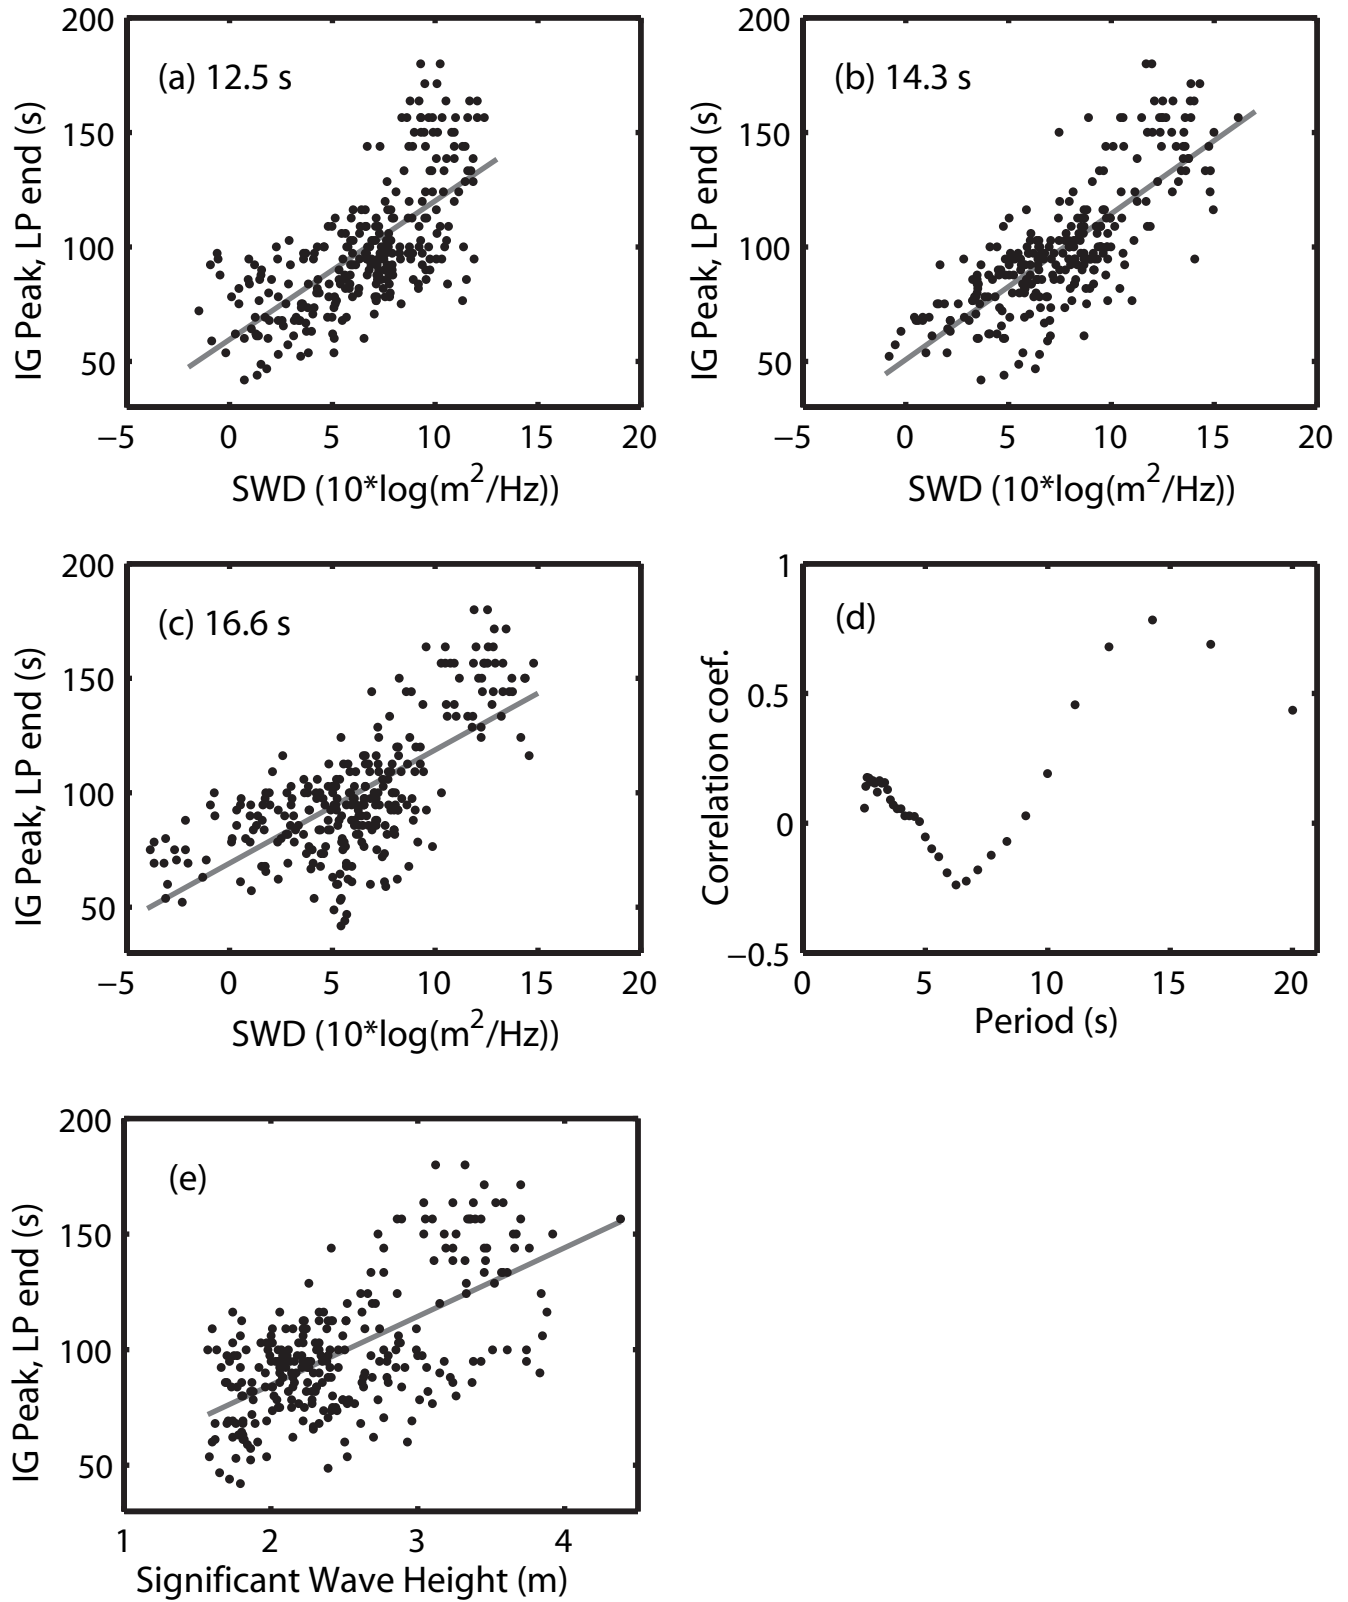 200
150
100
50
IG Peak, LP end (s)
(a) 12.5 s
−5 0 5 10 15 20
SWD (10*log(m²/Hz))
200
150
100
50
IG Peak, LP end (s)
(b) 14.3 s
−5 0 5 10 15 20
SWD (10*log(m²/Hz))
200
150
100
50
IG Peak, LP end (s)
(c) 16.6 s
−5 0 5 10 15 20
SWD (10*log(m²/Hz))
1
0.5
0
−0.5
Correlation coef.
(d)
0 5 10 15 20
Period (s)
200
150
100
50
IG Peak, LP end (s)
(e)
1 2 3 4
Significant Wave Height (m)